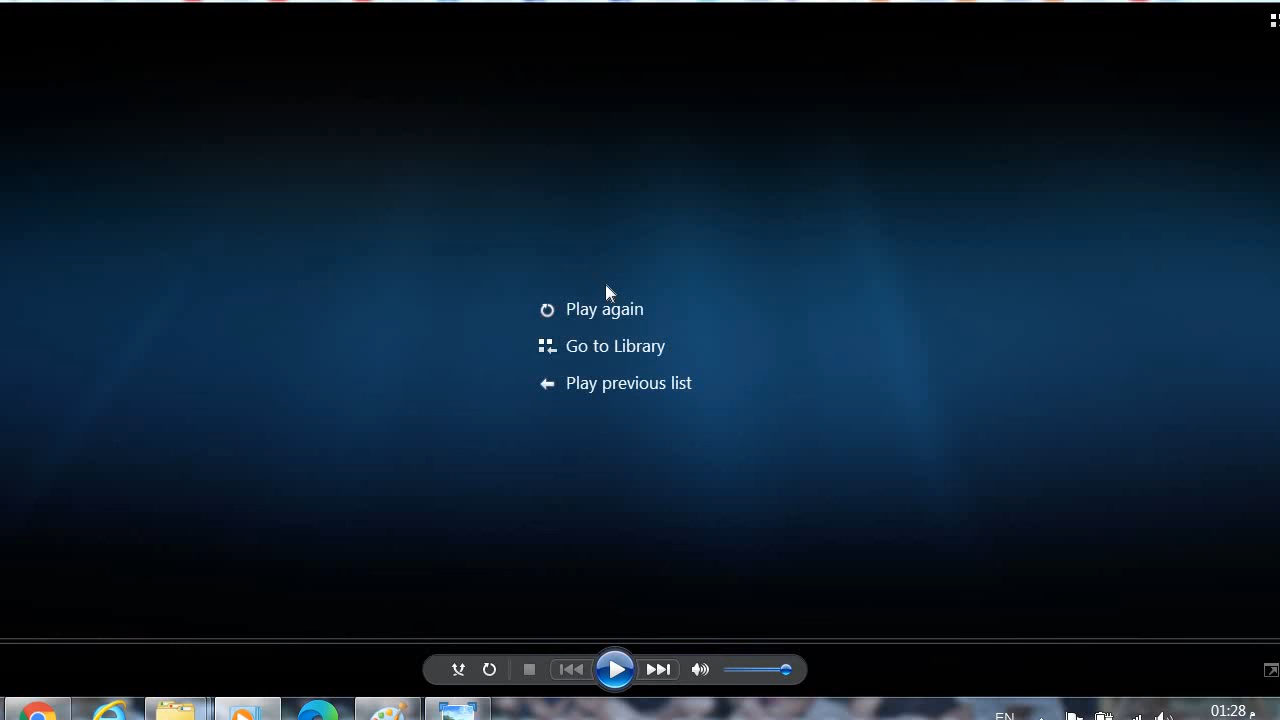 Play again
Go to Library
Play previous list
EN
01:28 م